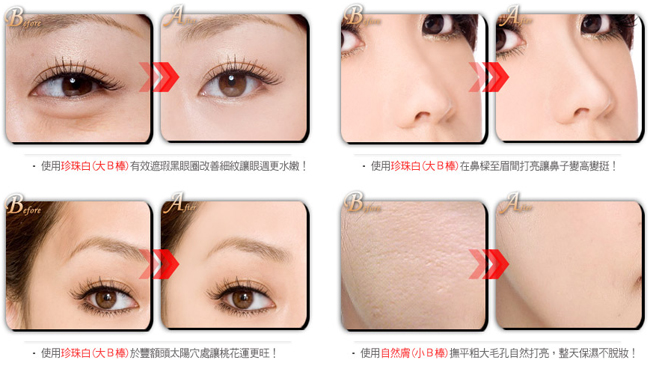 Before After
Before After
・ 使用珍珠白(大B棒)有效遮瑕黑眼圈改善細紋讓眼週更水嫩！
・ 使用珍珠白(大B棒)在鼻樑至眉間打亮讓鼻子變高變挺！
Before After
Before After
・ 使用珍珠白(大B棒)於豐額頭太陽穴處讓桃花運更旺！
・ 使用自然膚(小B棒)撫平粗大毛孔自然打亮，整天保濕不脫妝！